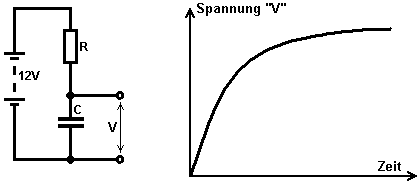 12V
R
C
V
Spannung "V"
Zeit